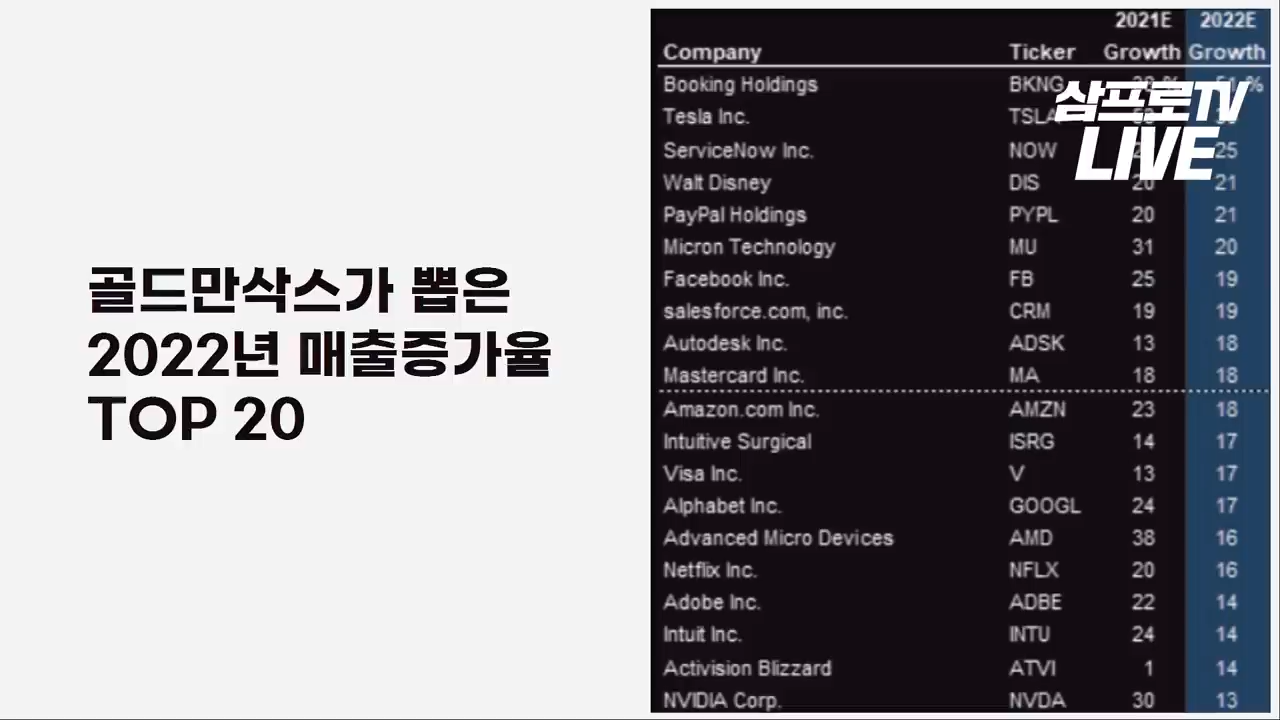 골드만삭스가 뽑은
2022년 매출증가율
TOP 20
삼프로TV
LIVE
2021E 2022E
Company Ticker Growth Growth
Booking Holdings BKNG %
Tesla Inc. TSLA
ServiceNow Inc. NOW 25
Walt Disney DIS 20 21
PayPal Holdings PYPL 20 21
Micron Technology MU 31 20
Facebook Inc. FB 25 19
salesforce.com, inc. CRM 19 19
Autodesk Inc. ADSK 13 18
Mastercard Inc. MA 18 18
Amazon.com Inc. AMZN 23 18
Intuitive Surgical ISRG 14 17
Visa Inc. V 13 17
Alphabet Inc. GOOGL 24 17
Advanced Micro Devices AMD 38 16
Netflix Inc. NFLX 20 16
Adobe Inc. ADBE 22 14
Intuit Inc. INTU 24 14
Activision Blizzard ATVI 1 14
NVIDIA Corp. NVDA 30 13